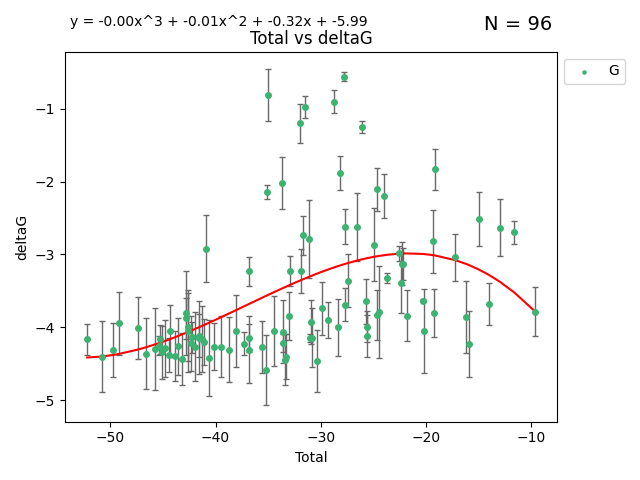 y = -0.00x^3 + -0.01x^2 + -0.32x + -5.99
N = 96
Total vs deltaG
G
−1
−2
−3
−4
−5
deltaG
−50 −40 −30 −20 −10
Total